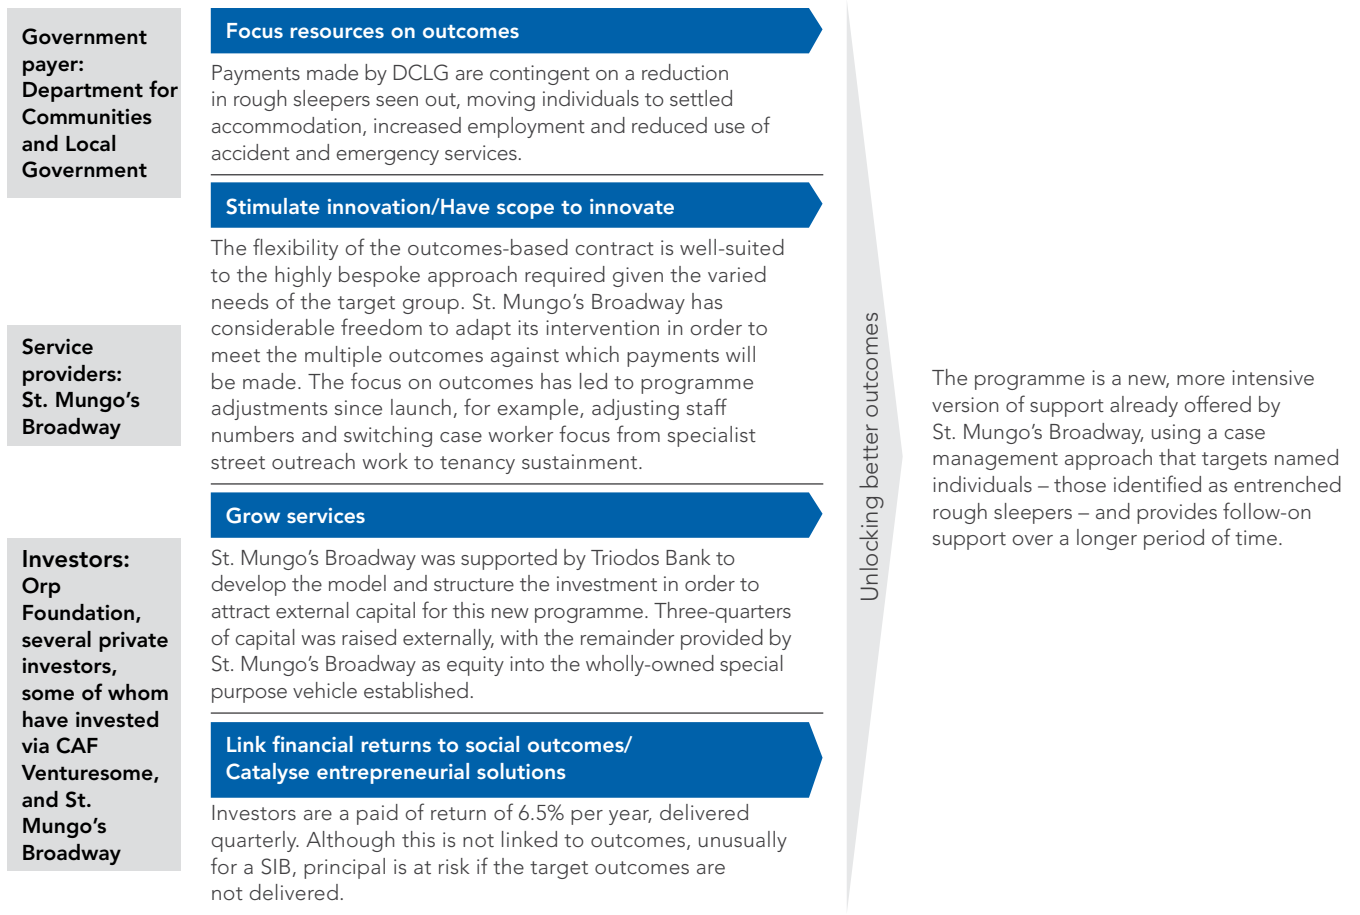 Government
payer:
Department for
Communities
and Local
Government
Focus resources on outcomes
Payments made by DCLG are contingent on a reduction
in rough sleepers seen out, moving individuals to settled
accommodation, increased employment and reduced use of
accident and emergency services.
Stimulate innovation/Have scope to innovate
The flexibility of the outcomes-based contract is well-suited
to the highly bespoke approach required given the varied
needs of the target group. St. Mungo’s Broadway has
considerable freedom to adapt its intervention in order to
meet the multiple outcomes against which payments will
be made. The focus on outcomes has led to programme
adjustments since launch, for example, adjusting staff
numbers and switching case worker focus from specialist
street outreach work to tenancy sustainment.
Service
providers:
St. Mungo’s
Broadway
Grow services
St. Mungo’s Broadway was supported by Triodos Bank to
develop the model and structure the investment in order to
attract external capital for this new programme. Three-quarters
of capital was raised externally, with the remainder provided by
St. Mungo’s Broadway as equity into the wholly-owned special
purpose vehicle established.
Investors:
Orp
Foundation,
several private
investors,
some of whom
have invested
via CAF
Venturesome,
and St.
Mungo’s
Broadway
Link financial returns to social outcomes/
Catalyse entrepreneurial solutions
Investors are a paid of return of 6.5% per year, delivered
quarterly. Although this is not linked to outcomes, unusually
for a SIB, principal is at risk if the target outcomes are
not delivered.
Unlocking better outcomes
The programme is a new, more intensive
version of support already offered by
St. Mungo’s Broadway, using a case
management approach that targets named
individuals – those identified as entrenched
rough sleepers – and provides follow-on
support over a longer period of time.